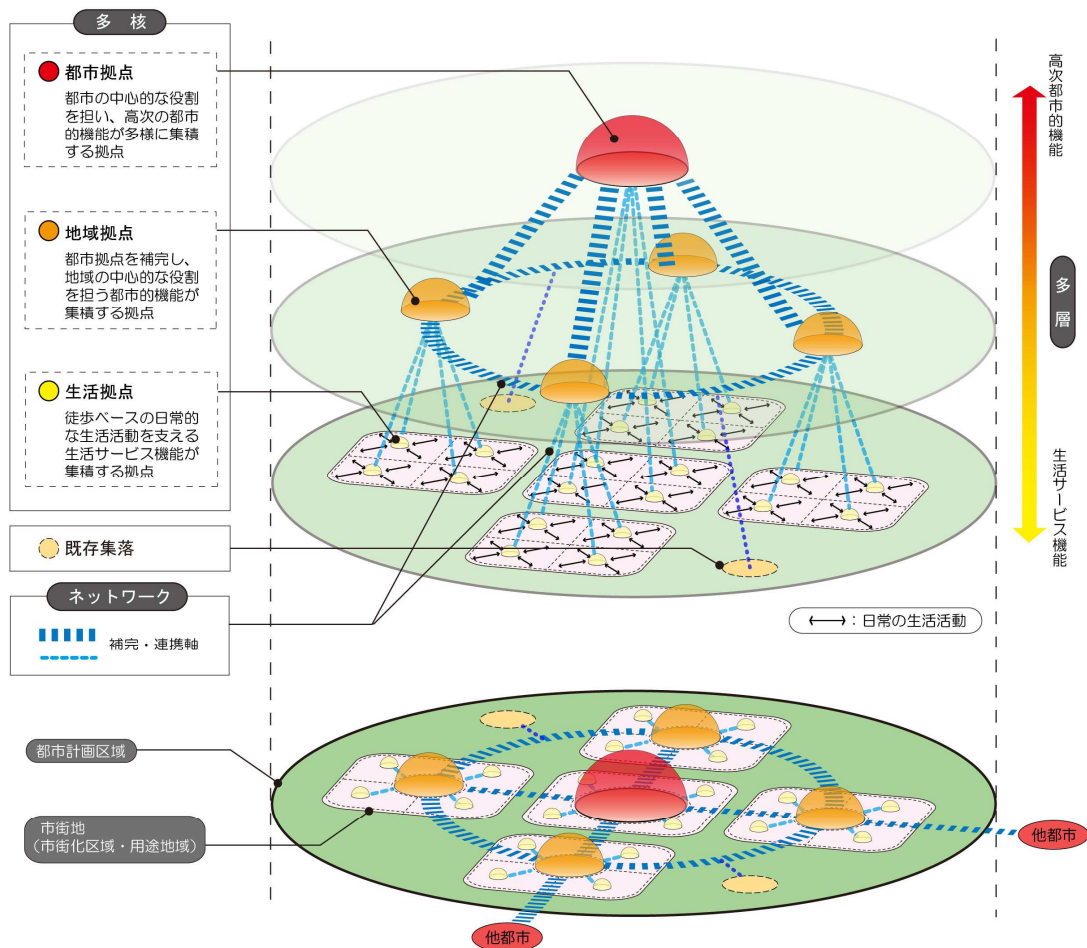 多 核
都市拠点
都市の中心的な役割
を担い、高次の都市
的機能が多様に集積
する拠点
地域拠点
都市拠点を補完し、
地域の中心的な役割
を担う都市的機能が
集積する拠点
生活拠点
徒歩ベースの日常的
な生活活動を支える
生活サービス機能が
集積する拠点
既存集落
ネットワーク
補完・連携軸
高次都市的機能
多層
生活サービス機能
：日常の生活活動
都市計画区域
市街地
（市街化区域・用途地域）
他都市
他都市